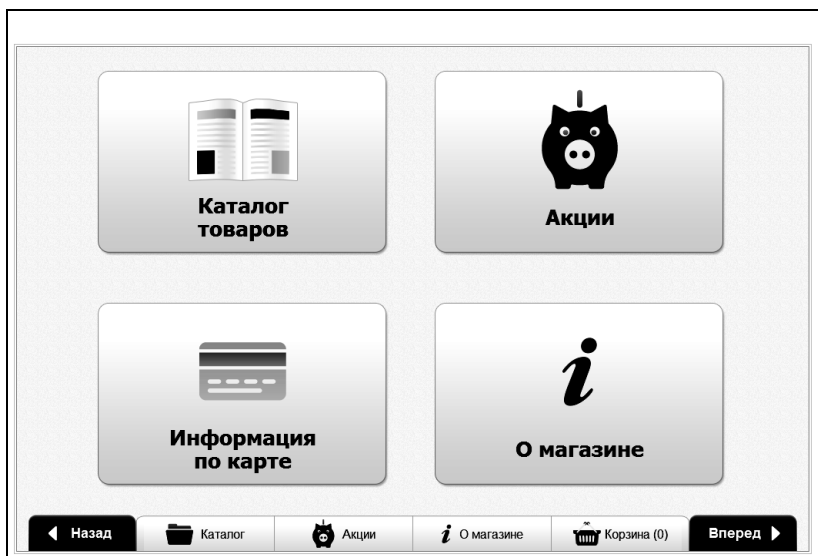 Каталог
товаров
Акции
Информация
по карте
О магазине
Назад Каталог Акции О магазине Корзина (0) Вперед